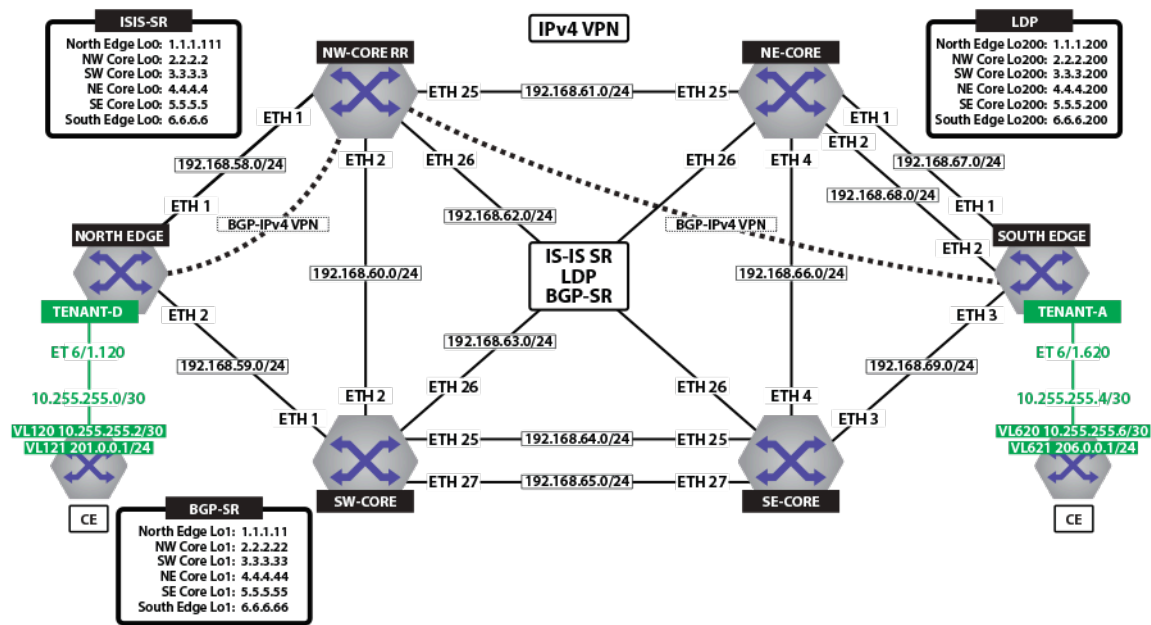 ISIS-SR
North Edge Lo0: 1.1.1.111
NW Core Lo0: 2.2.2.2
SW Core Lo0: 3.3.3.3
NE Core Lo0: 4.4.4.4
SE Core Lo0: 5.5.5.5
South Edge Lo0: 6.6.6.6
IPv4 VPN
LDP
North Edge Lo200: 1.1.1.200
NW Core Lo200: 2.2.2.200
SW Core Lo200: 3.3.3.200
NE Core Lo200: 4.4.4.200
SE Core Lo200: 5.5.5.200
South Edge Lo200: 6.6.6.200
NW-CORE RR
NE-CORE
ETH 25
192.168.61.0/24
ETH 25
ETH 1
ETH 2
ETH 26
ETH 26
ETH 4
ETH 2
ETH 1
192.168.58.0/24
192.168.67.0/24
192.168.68.0/24
ETH 1
192.168.62.0/24
ETH 1
BGP-IPv4 VPN
BGP-IPv4 VPN
NORTH EDGE
SOUTH EDGE
ETH 2
192.168.60.0/24
IS-IS SR
LDP
BGP-SR
192.168.66.0/24
TENANT-D
ETH 2
ETH 3
TENANT-A
ET 6/1.120
192.168.59.0/24
192.168.63.0/24
192.168.69.0/24
ET 6/1.620
10.255.255.0/30
ETH 2
ETH 26
ETH 26
ETH 4
10.255.255.4/30
ETH 1
ETH 3
VL120 10.255.255.2/30
VL121 201.0.0.1/24
VL620 10.255.255.6/30
VL621 206.0.0.1/24
ETH 25
192.168.64.0/24
ETH 25
ETH 27
192.168.65.0/24
ETH 27
SW-CORE
SE-CORE
CE
CE
BGP-SR
North Edge Lo1: 1.1.1.11
NW Core Lo1: 2.2.2.22
SW Core Lo1: 3.3.3.33
NE Core Lo1: 4.4.4.44
SE Core Lo1: 5.5.5.55
South Edge Lo1: 6.6.6.66